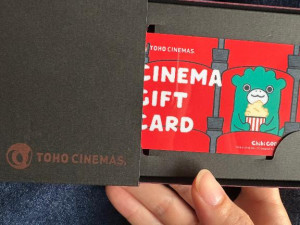 TOHO CINEMAS
CINEMA
GIFT
CARD
TOHO CINEMAS.